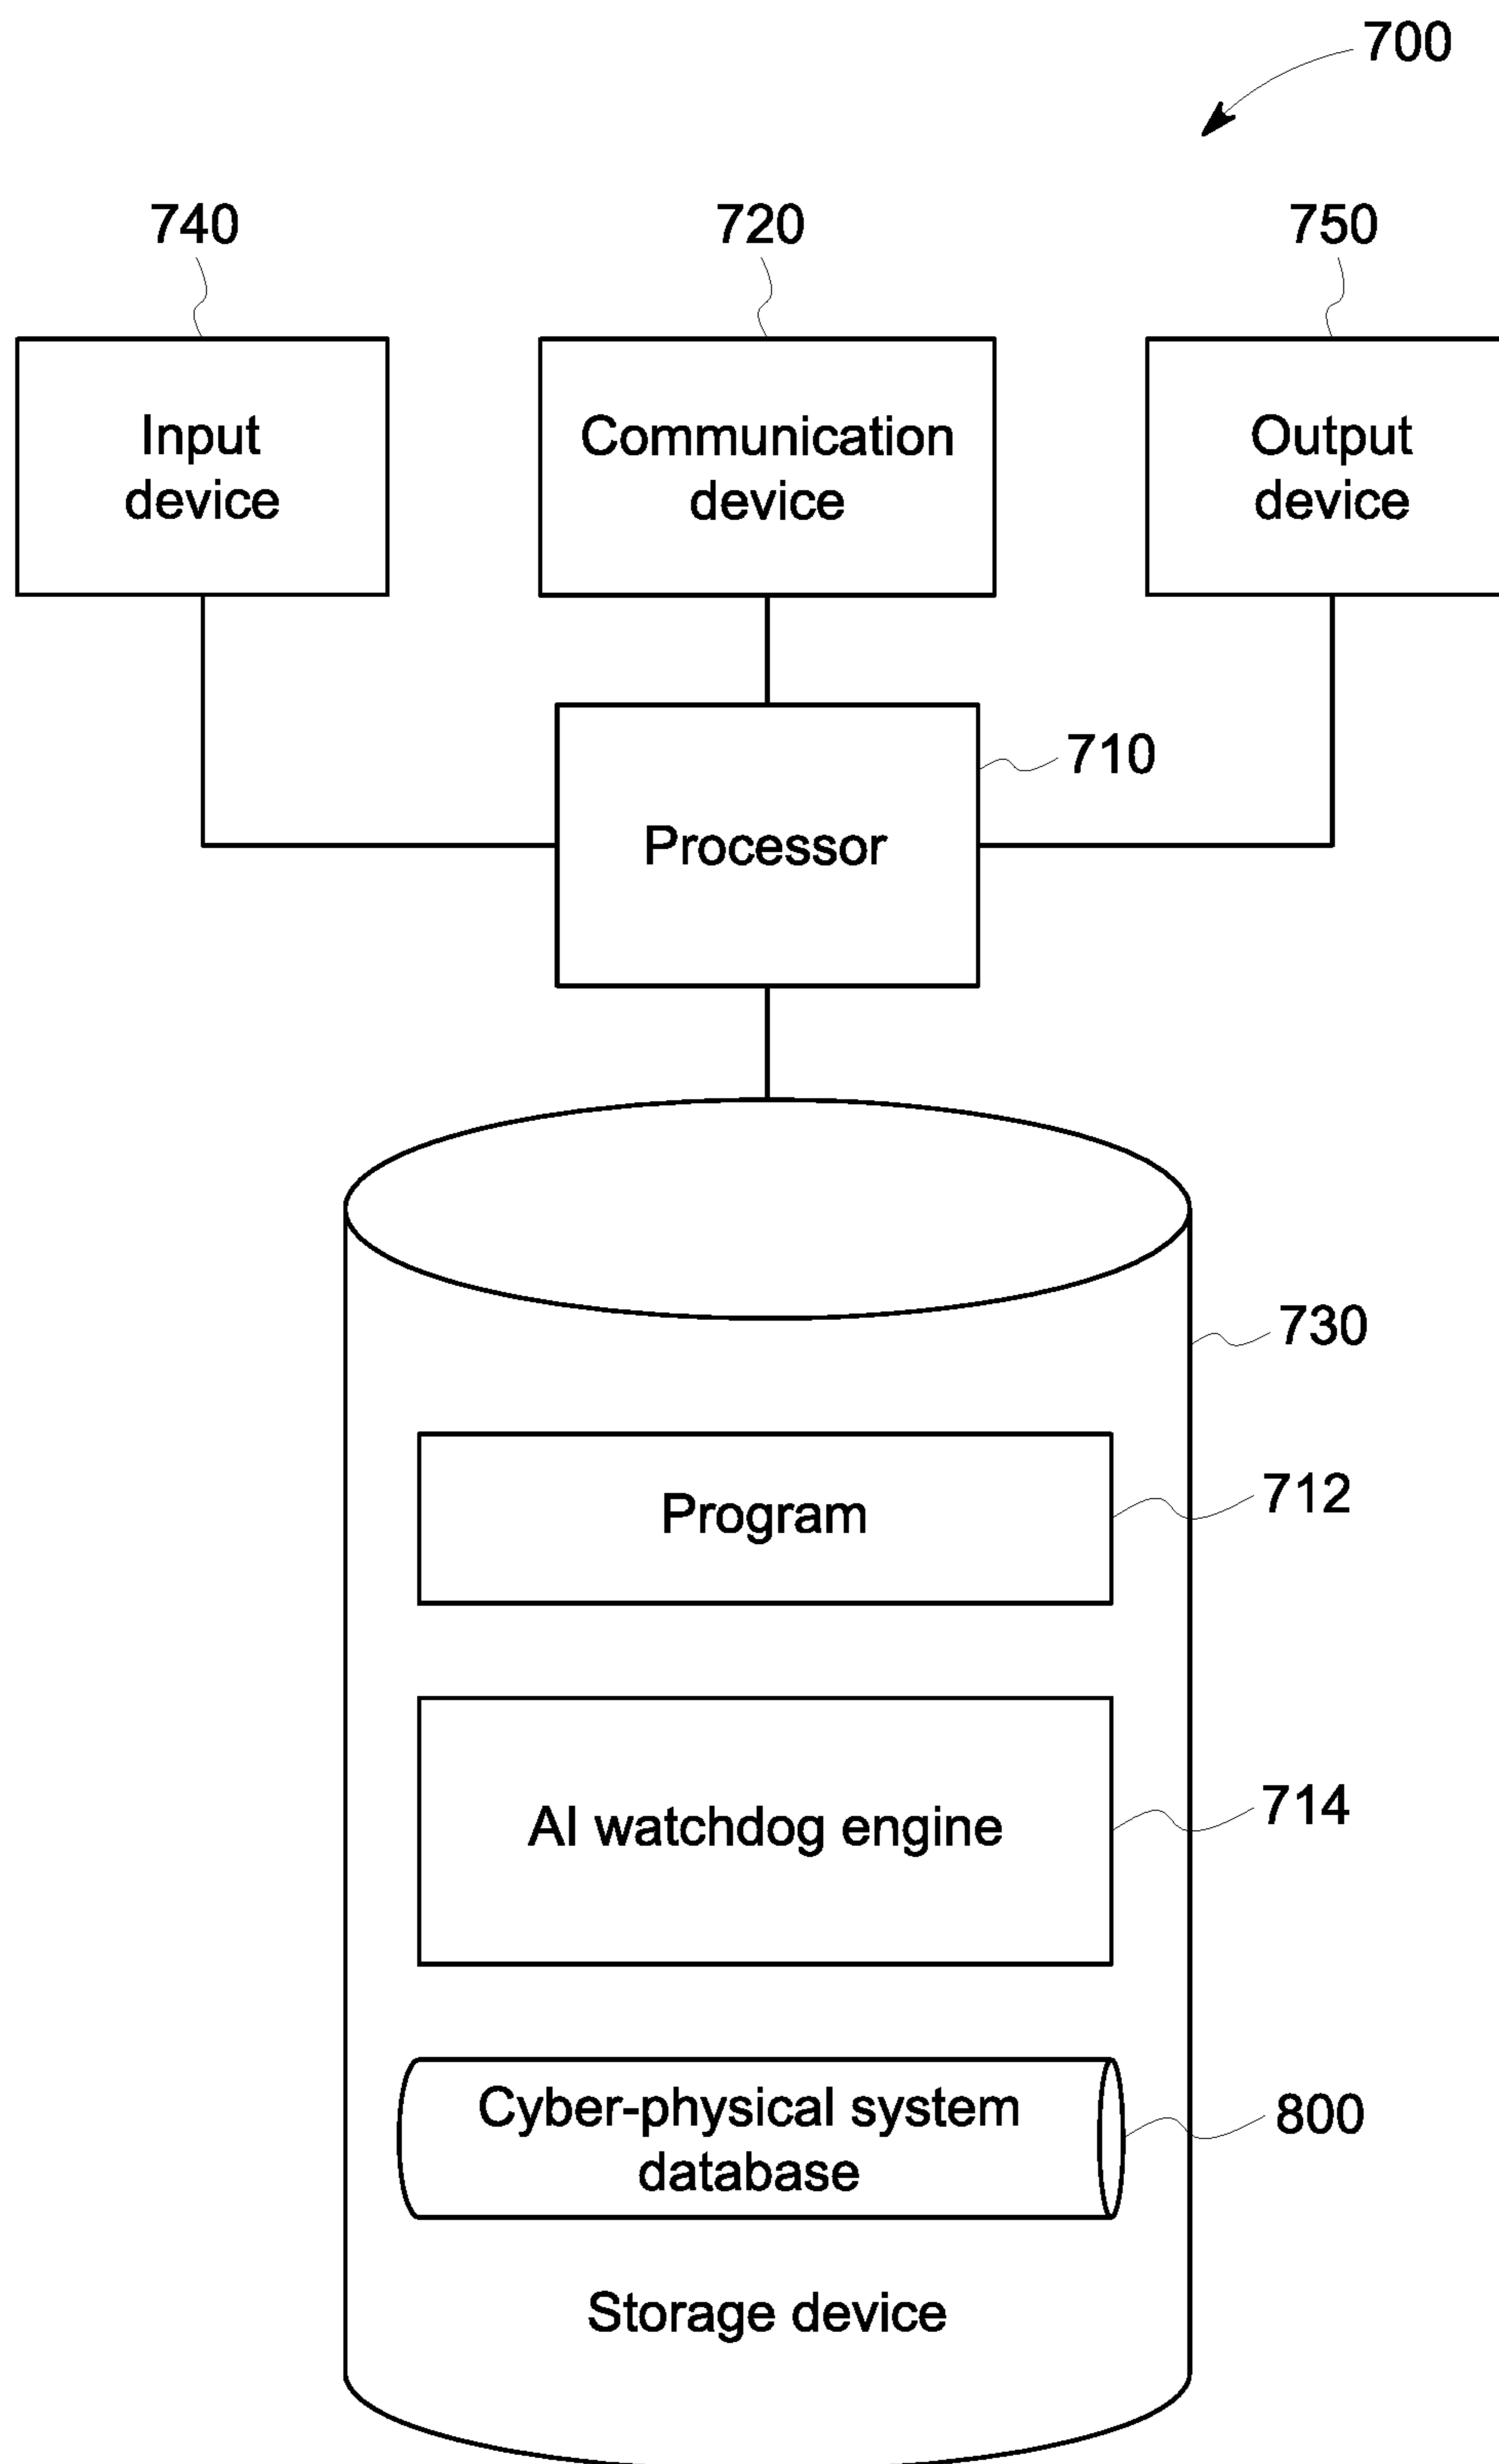 700
740
720
750
Input
device
Communication
device
Output
device
710
Processor
730
712
Program
714
AI watchdog engine
800
Cyber-physical system
database
Storage device